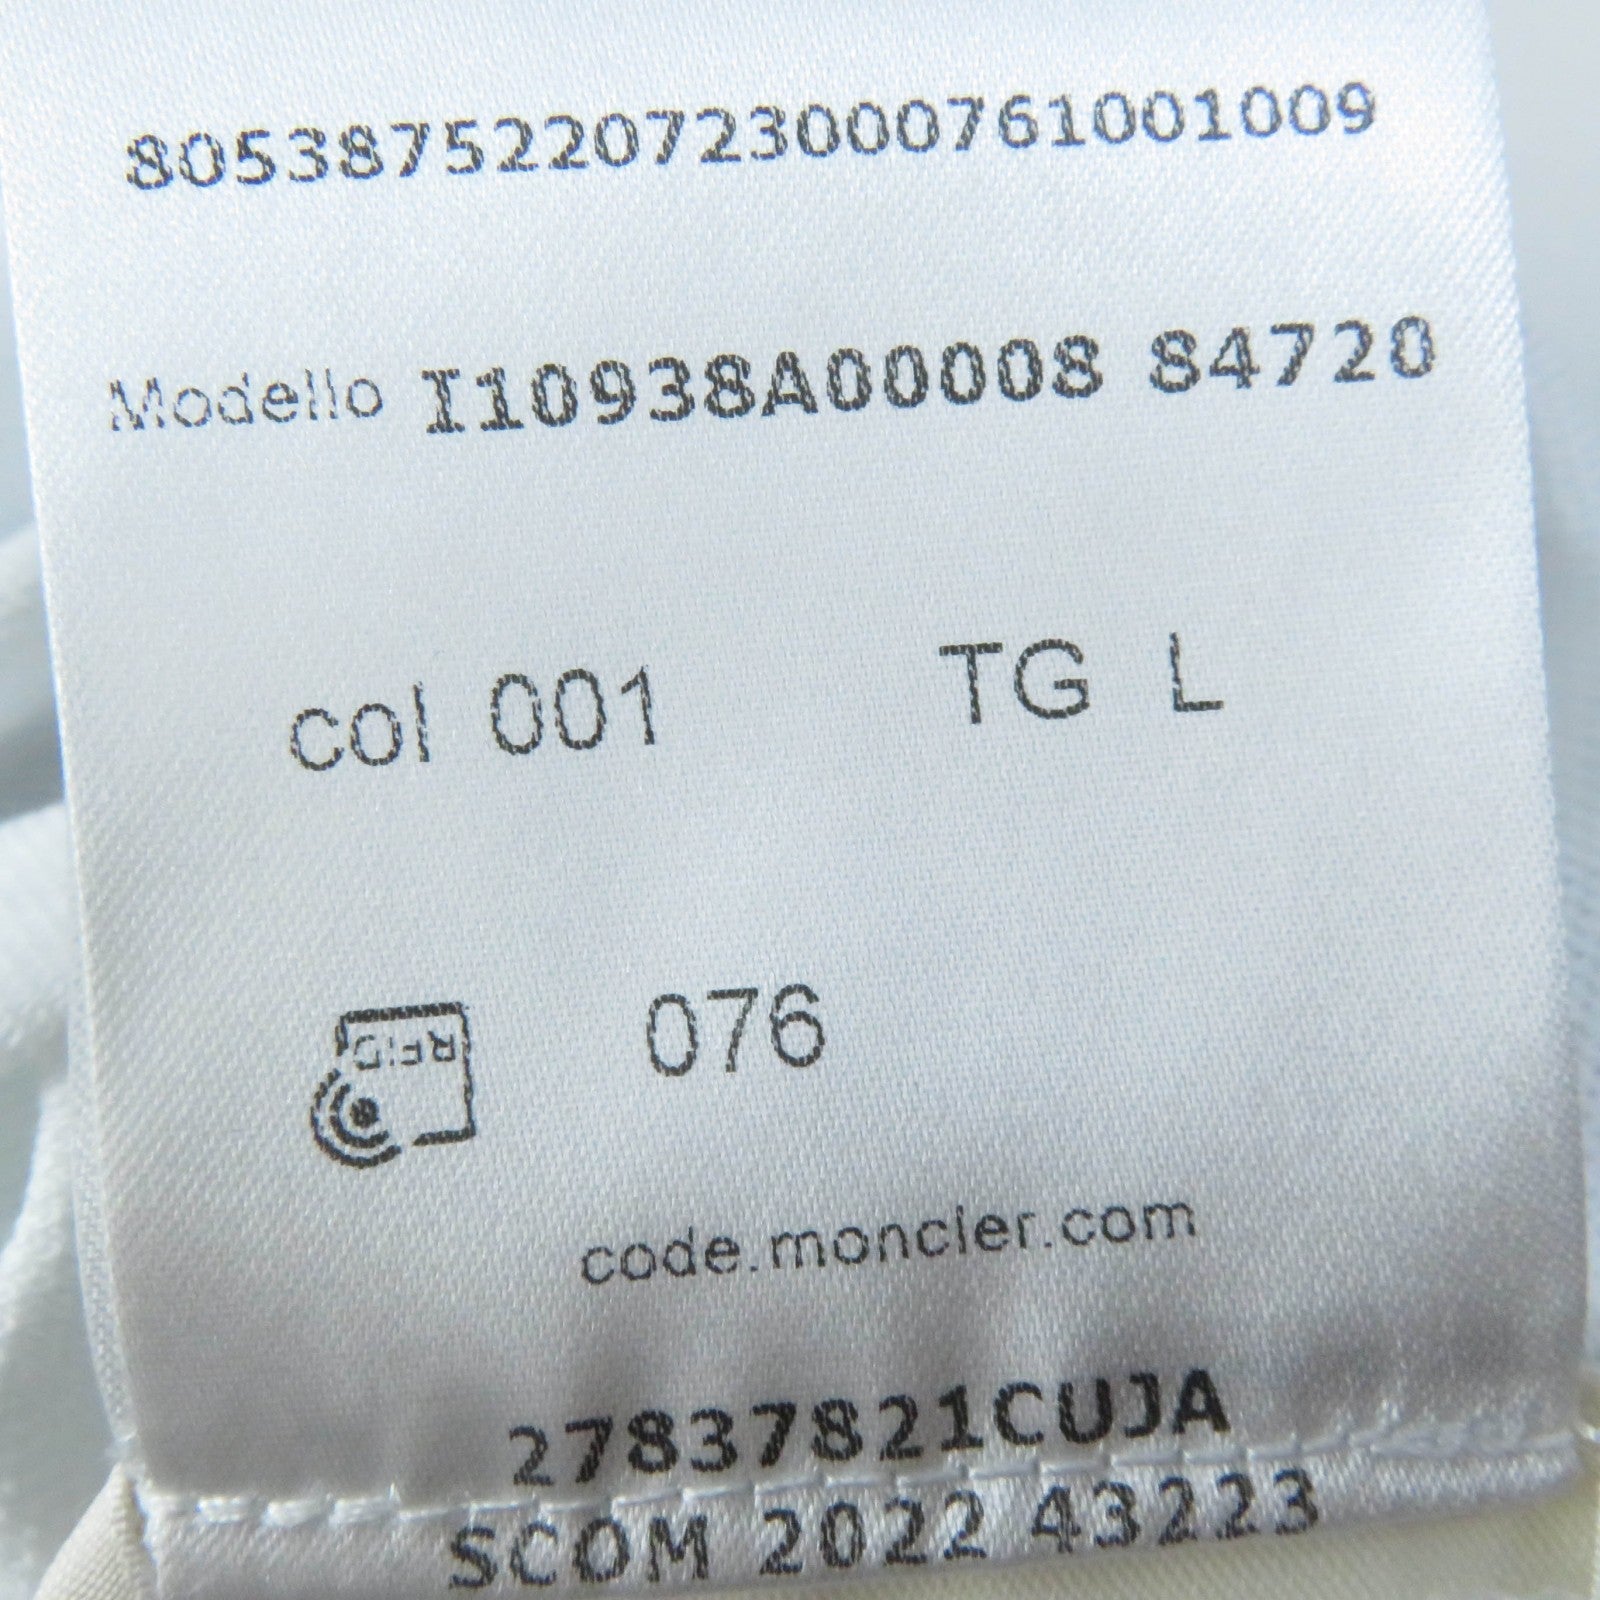 8053875220723000761001009
Modello I10938A00008 84720
col 001 TG L
RFID 076
code.moncler.com
27837821CUJA
SCOM 2022 43223